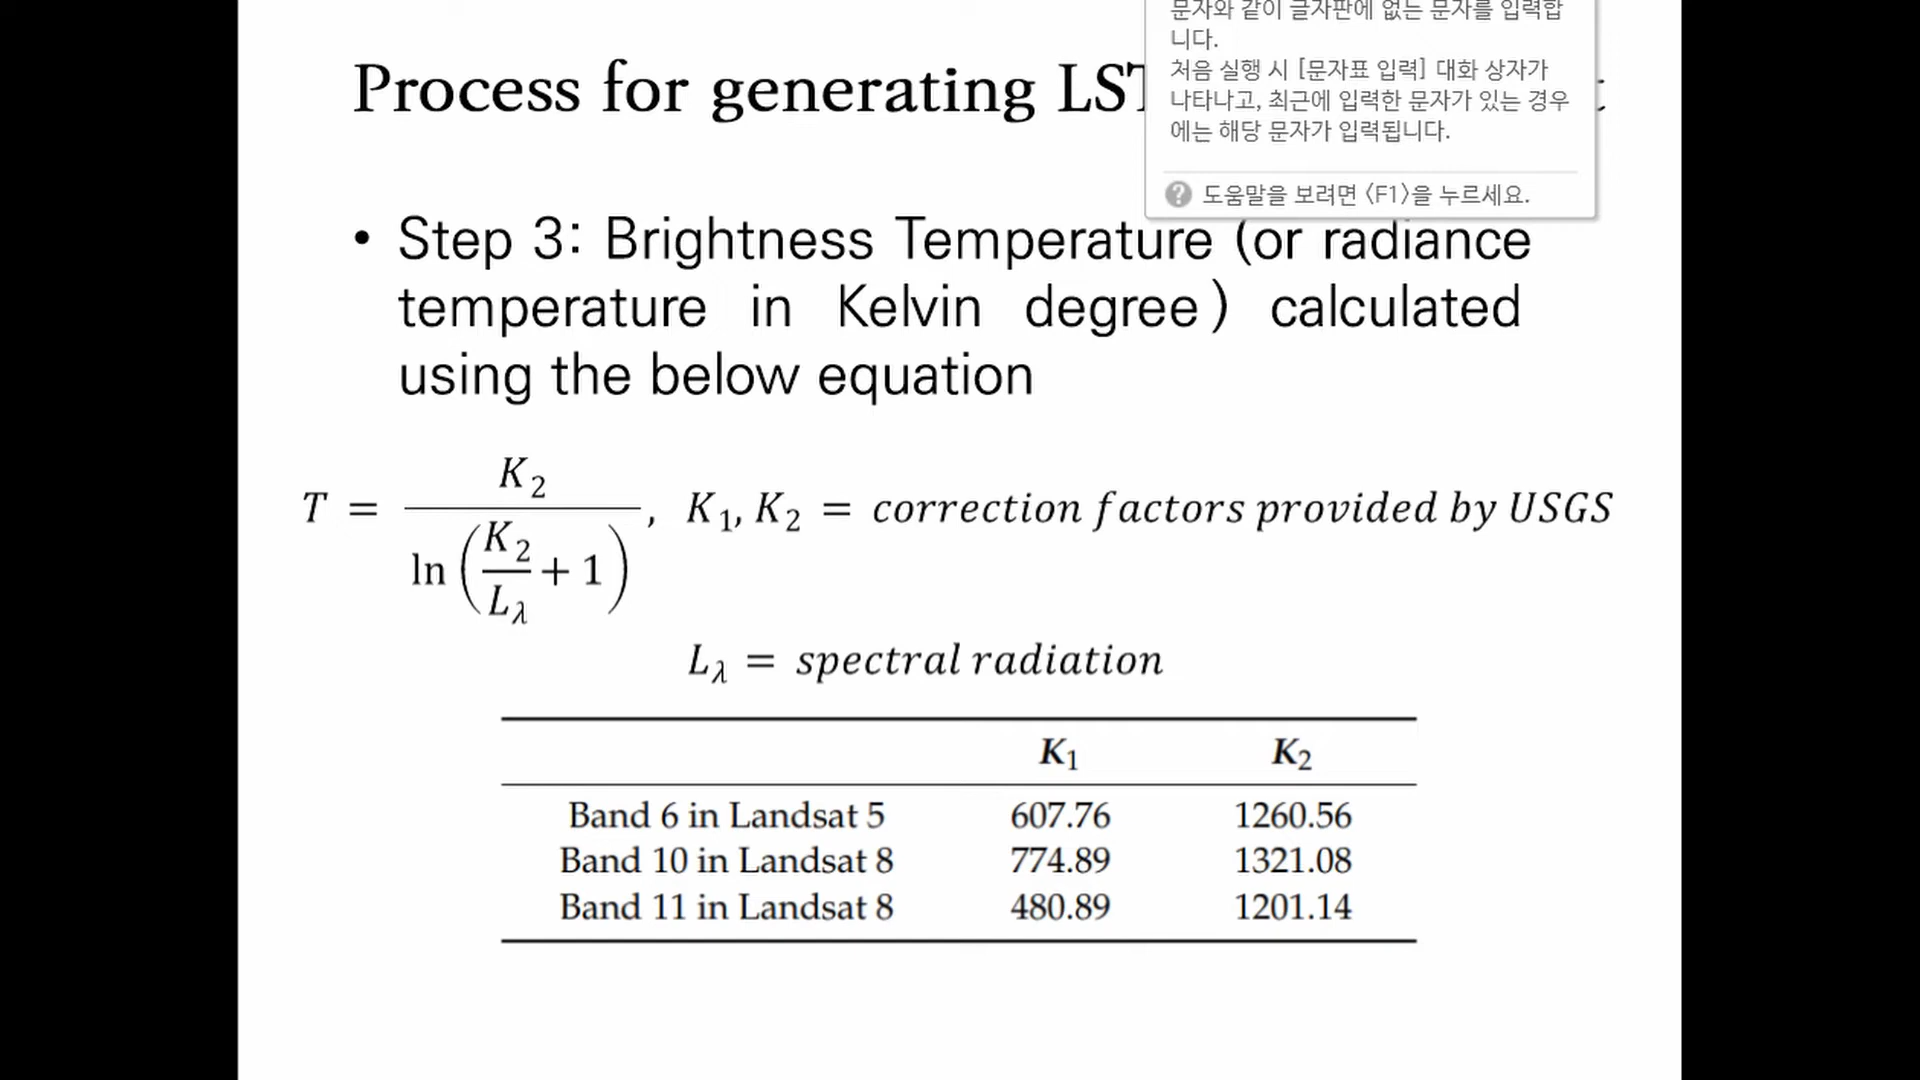 문자와 같이 글자판에 없는 문자를 입력합
니다.
처음 실행 시 [문자표 입력] 대화 상자가
나타나고, 최근에 입력한 문자가 있는 경우
에는 해당 문자가 입력됩니다.
도움말을 보려면 <F1>을 누르세요.
Process for generating
• Step 3: Brightness Temperature (or radiance
temperature in Kelvin degree) calculated
using the below equation
T = K₂ / ln(K₂/L_λ + 1), K₁, K₂ = correction factors provided by USGS
L_λ = spectral radiation
K₁ K₂
Band 6 in Landsat 5 607.76 1260.56
Band 10 in Landsat 8 774.89 1321.08
Band 11 in Landsat 8 480.89 1201.14